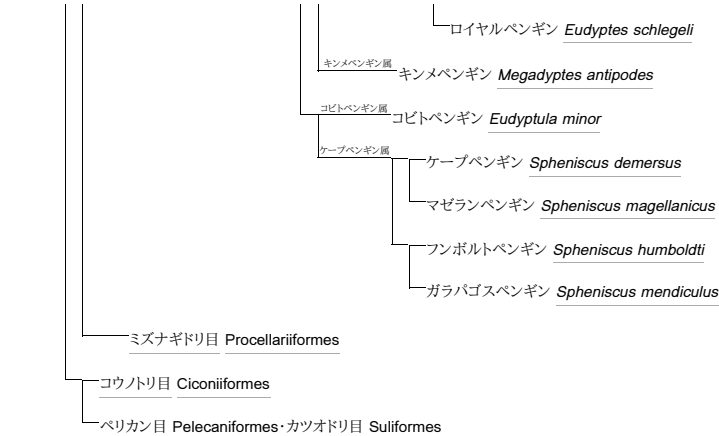 ロイヤルペンギン Eudyptes schlegeli
キンメペンギン属
キンメペンギン Megadyptes antipodes
コビトペンギン属
コビトペンギン Eudyptula minor
ケープペンギン属
ケープペンギン Spheniscus demersus
マゼランペンギン Spheniscus magellanicus
フンボルトペンギン Spheniscus humboldti
ガラパゴスペンギン Spheniscus mendiculus
ミズナギドリ目 Procellariiformes
コウノトリ目 Ciconiiformes
ペリカン目 Pelecaniformes・カツオドリ目 Suliformes